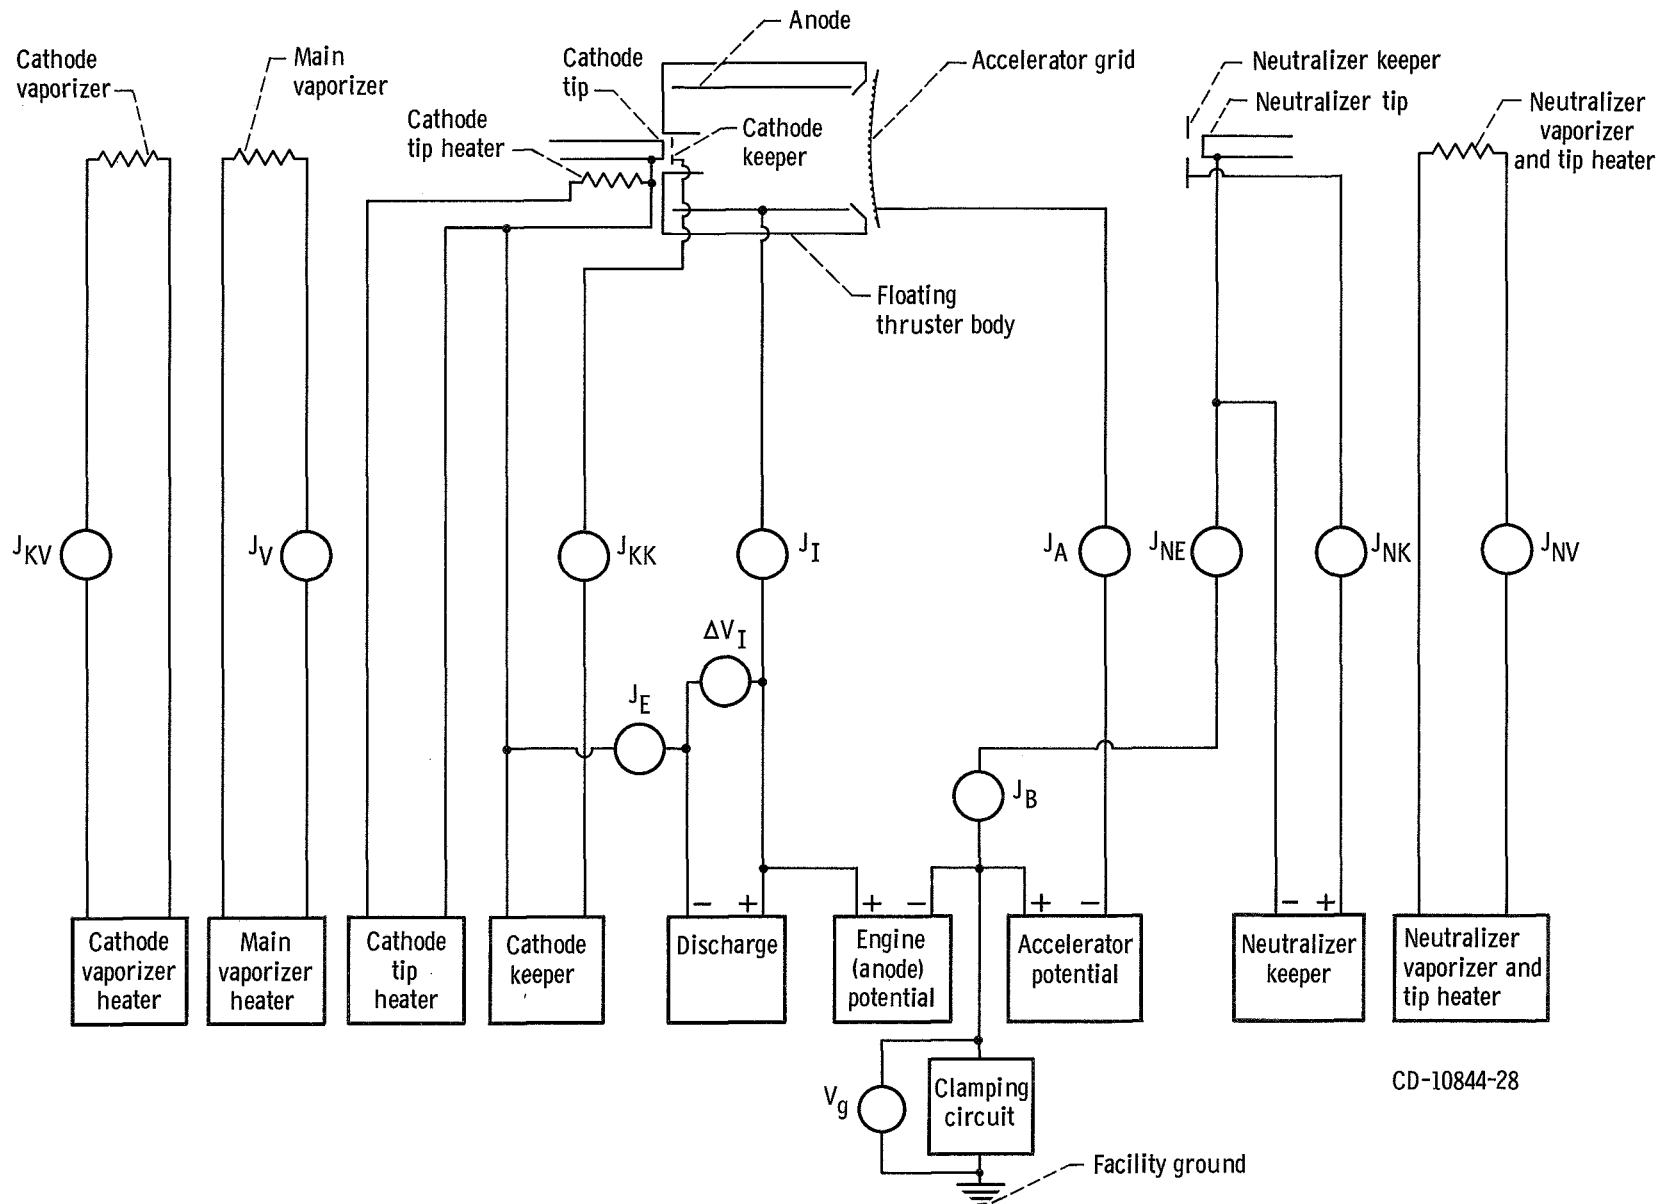 Anode
Cathode
vaporizer
Main
vaporizer
Cathode
tip
Accelerator grid
Neutralizer keeper
Neutralizer tip
Neutralizer
vaporizer
and tip heater
Cathode
tip heater
Cathode
keeper
Floating
thruster body
J_KV
J_V
J_KK
J_I
J_A
J_NE
J_NK
J_NV
ΔV_I
J_E
J_B
− + + − + − − +
Cathode
vaporizer
heater
Main
vaporizer
heater
Cathode
tip
heater
Cathode
keeper
Discharge
Engine
(anode)
potential
Accelerator
potential
Neutralizer
keeper
Neutralizer
vaporizer and
tip heater
V_g
Clamping
circuit
CD-10844-28
Facility ground